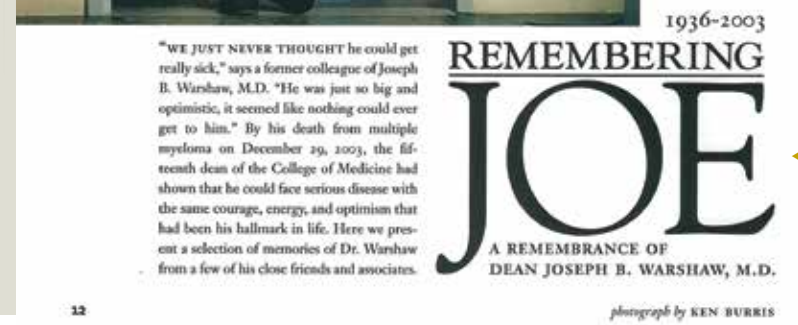 "WE JUST NEVER THOUGHT he could get
really sick," says a former colleague of Joseph
B. Warshaw, M.D. "He was just so big and
optimistic, it seemed like nothing could ever
get to him." By his death from multiple
myeloma on December 29, 2003, the fif-
teenth dean of the College of Medicine had
shown that he could face serious disease with
the same courage, energy, and optimism that
had been his hallmark in life. Here we pres-
ent a selection of memories of Dr. Warshaw
from a few of his close friends and associates.
1936-2003
REMEMBERING
JOE
A REMEMBRANCE OF
DEAN JOSEPH B. WARSHAW, M.D.
12
photograph by KEN BURRIS